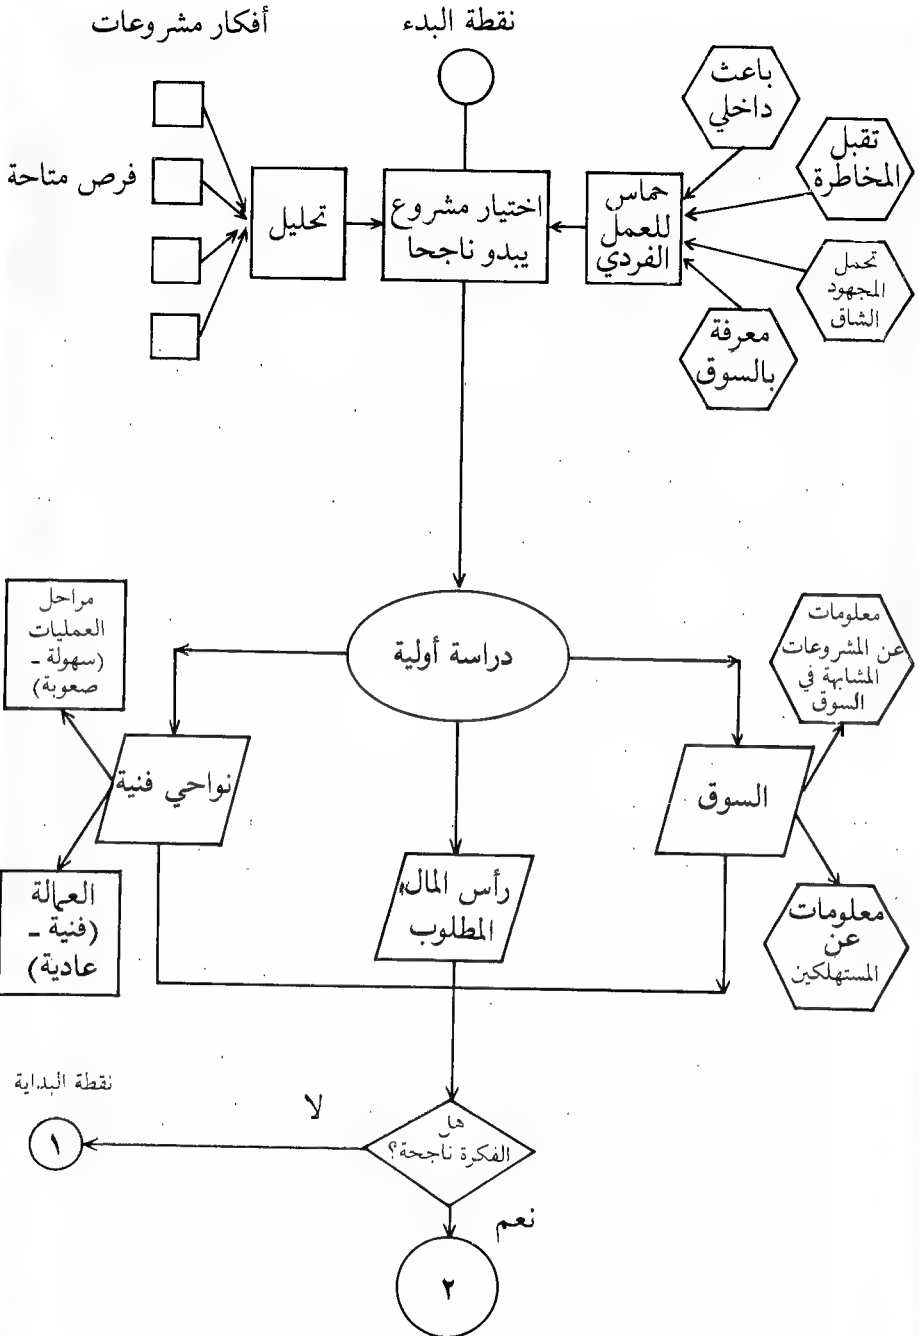 نقطة البدء
أفكار مشروعات
باعث
داخلي
تقبل
المخاطرة
فرص متاحة
حماس
للعمل
الفردي
اختيار مشروع
يبدو ناجحا
تحليل
تحمل
المجهود
الشاق
معرفة
بالسوق
دراسة أولية
معلومات
عن المشروعات
المشابهة في
السوق
مراحل
العمليات
(سهولة -
صعوبة)
السوق
نواحي فنية
رأس المال
المطلوب
معلومات
عن
المستهلكين
العمالة
(فنية -
عادية)
نقطة البداية
١
لا
هل
الفكرة ناجحة؟
نعم
٢